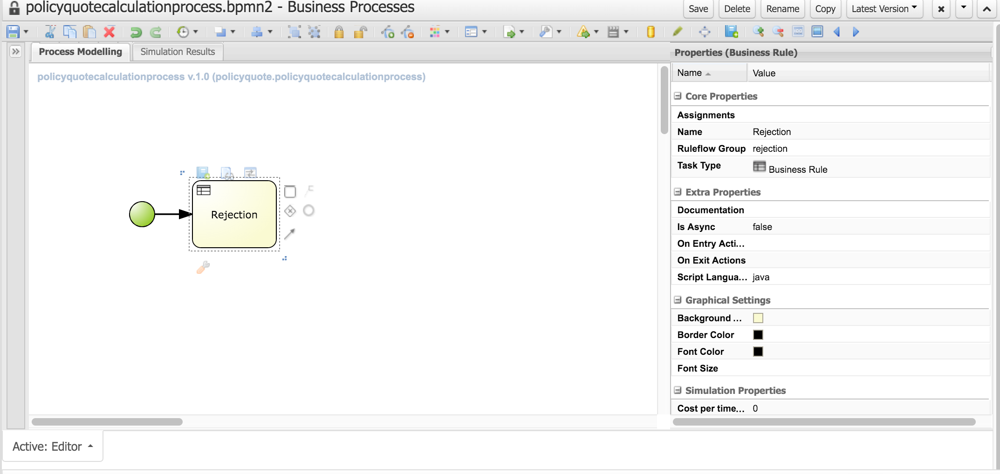 policyquotecalculationprocess.bpmn2 - Business Processes
Save Delete Rename Copy Latest Version
Process Modelling Simulation Results
policyquotecalculationprocess v.1.0 (policyquote.policyquotecalculationprocess)
Rejection
Properties (Business Rule)
Name Value
Core Properties
Assignments
Name Rejection
Ruleflow Group rejection
Task Type Business Rule
Extra Properties
Documentation
Is Async false
On Entry Acti...
On Exit Actions
Script Langua... java
Graphical Settings
Background ...
Border Color
Font Color
Font Size
Simulation Properties
Cost per time... 0
Active: Editor